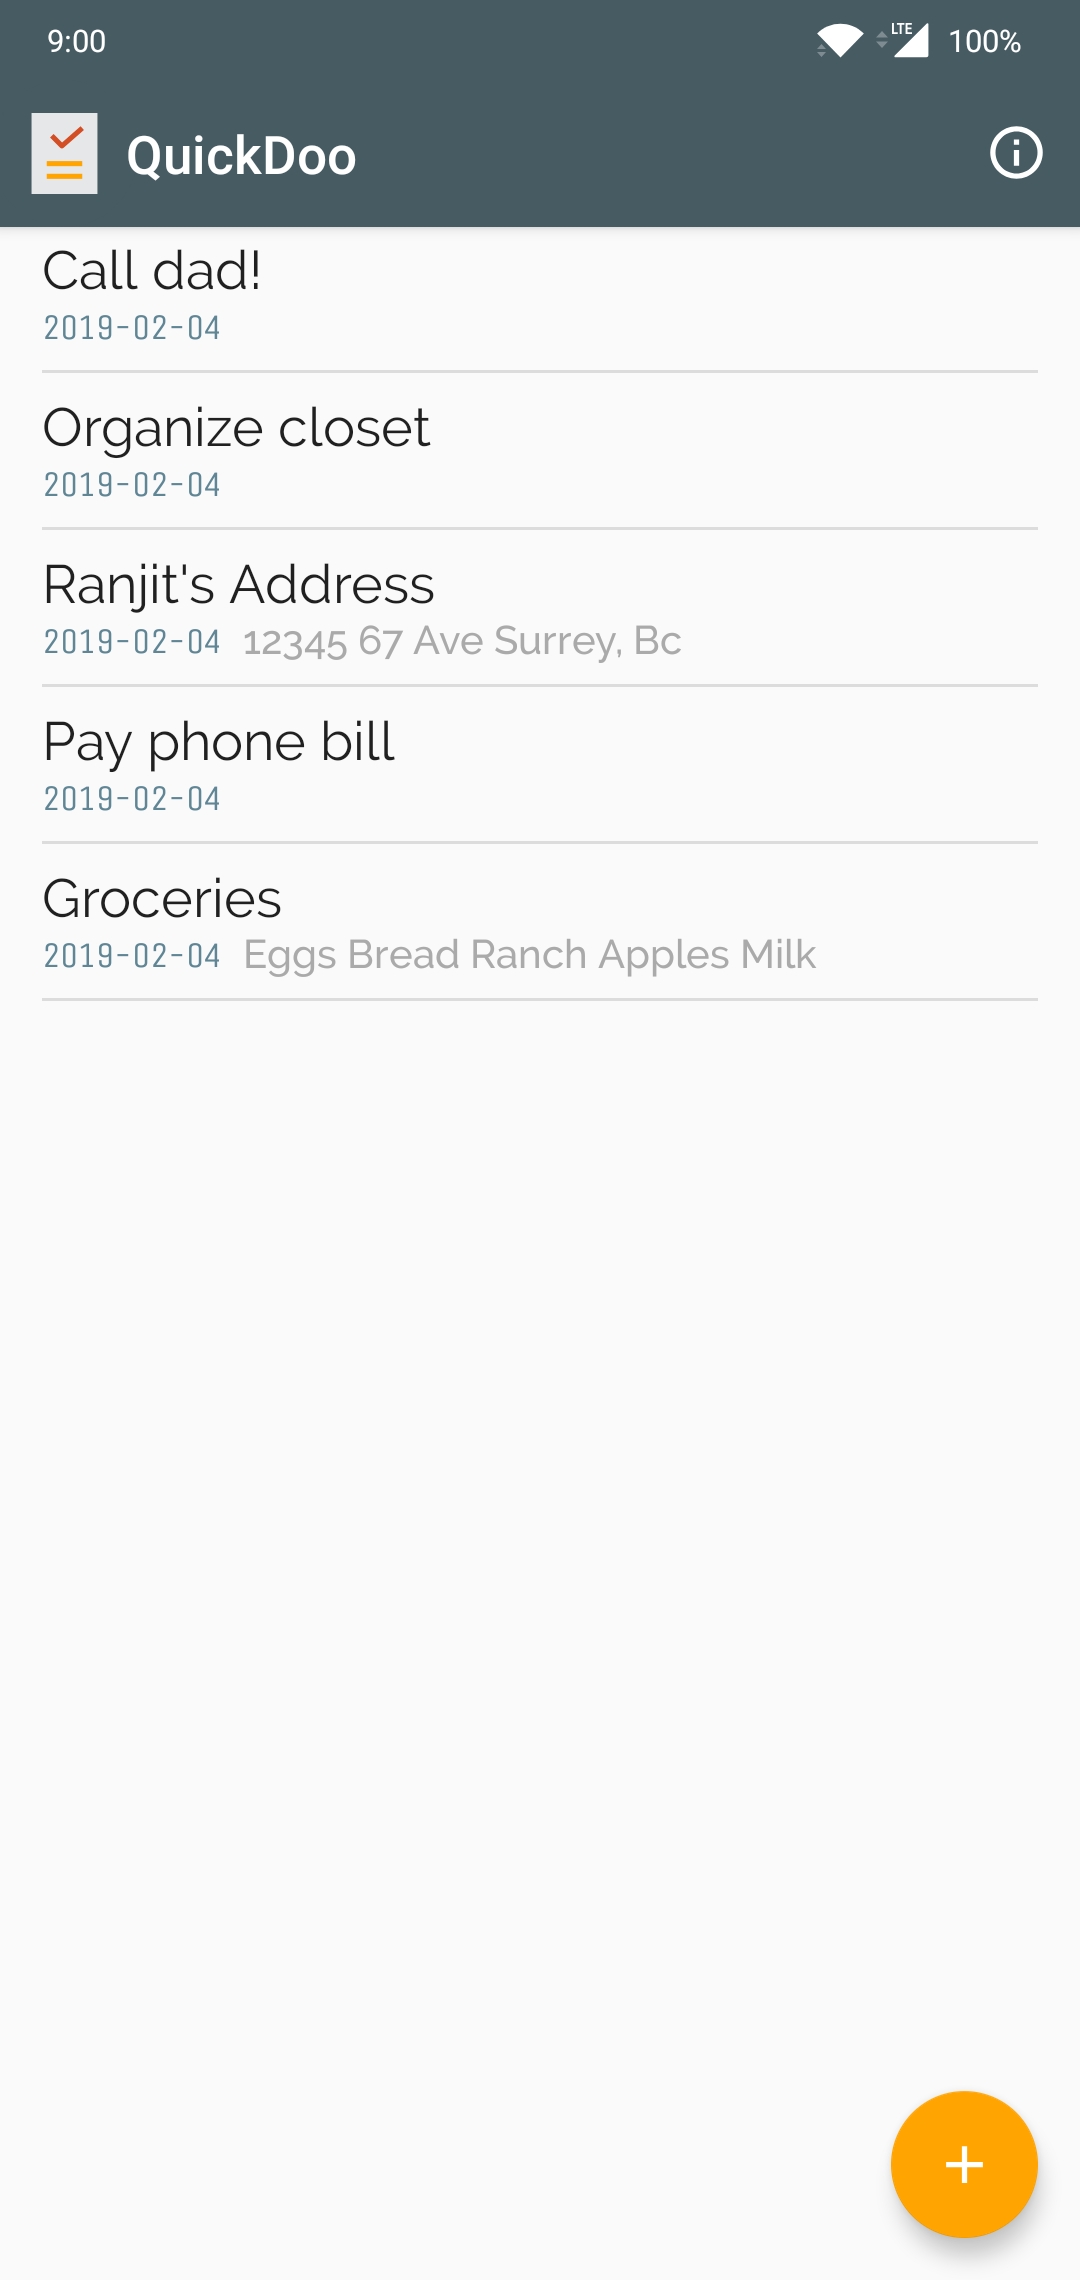 9:00 LTE 100%
QuickDoo
Call dad!
2019-02-04
Organize closet
2019-02-04
Ranjit's Address
2019-02-04 12345 67 Ave Surrey, Bc
Pay phone bill
2019-02-04
Groceries
2019-02-04 Eggs Bread Ranch Apples Milk